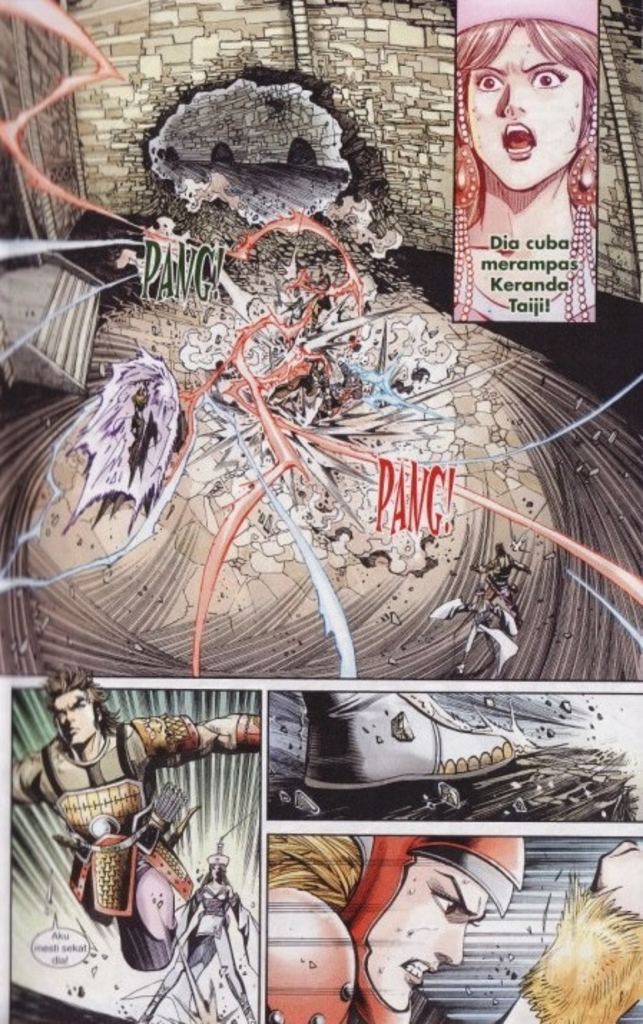 Dia cuba
merampas
Keranda
Taiji!
PANG!
PANG!
Aku
mesti sekat
dia!